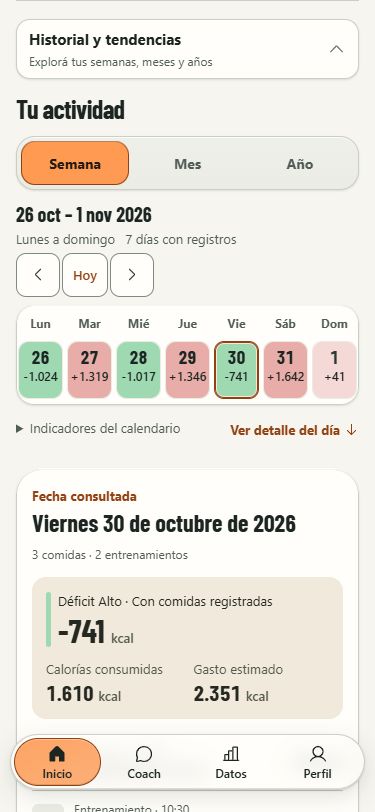 Historial y tendencias
Explorá tus semanas, meses y años
Tu actividad
Semana Mes Año
26 oct – 1 nov 2026
Lunes a domingo 7 días con registros
Hoy
Lun Mar Mié Jue Vie Sáb Dom
26 27 28 29 30 31 1
-1.024 +1.319 -1.017 +1.346 -741 +1.642 +41
Indicadores del calendario Ver detalle del día ↓
Fecha consultada
Viernes 30 de octubre de 2026
3 comidas · 2 entrenamientos
Déficit Alto · Con comidas registradas
-741 kcal
Calorías consumidas Gasto estimado
1.610 kcal 2.351 kcal
Inicio Coach Datos Perfil
Entrenamiento · 10:30